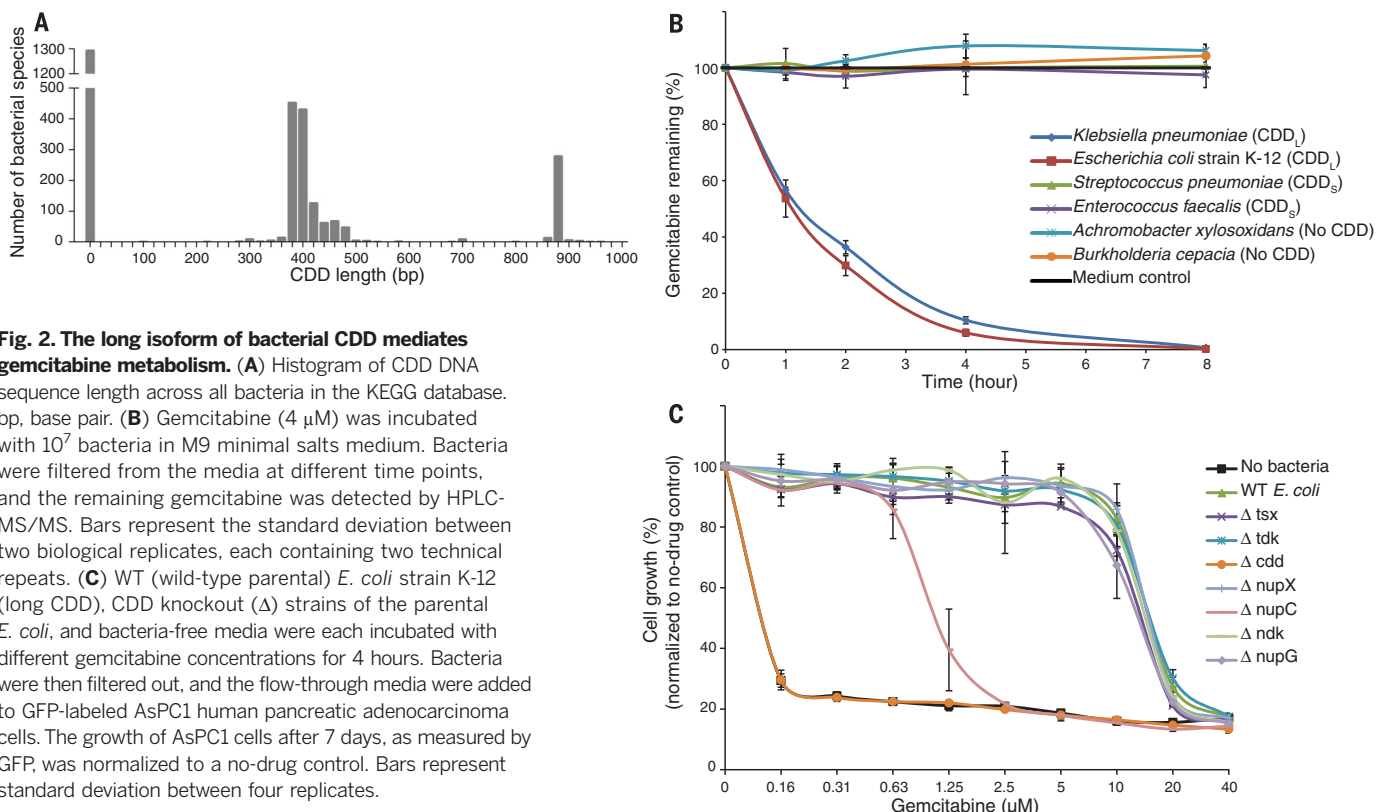 A
Number of bacterial species
1300
1200
500
400
300
200
100
0
0 100 200 300 400 500 600 700 800 900 1000
CDD length (bp)
Fig. 2. The long isoform of bacterial CDD mediates
gemcitabine metabolism. (A) Histogram of CDD DNA
sequence length across all bacteria in the KEGG database.
bp, base pair. (B) Gemcitabine (4 μM) was incubated
with 10⁷ bacteria in M9 minimal salts medium. Bacteria
were filtered from the media at different time points,
and the remaining gemcitabine was detected by HPLC-
MS/MS. Bars represent the standard deviation between
two biological replicates, each containing two technical
repeats. (C) WT (wild-type parental) E. coli strain K-12
(long CDD), CDD knockout (Δ) strains of the parental
E. coli, and bacteria-free media were each incubated with
different gemcitabine concentrations for 4 hours. Bacteria
were then filtered out, and the flow-through media were added
to GFP-labeled AsPC1 human pancreatic adenocarcinoma
cells. The growth of AsPC1 cells after 7 days, as measured by
GFP, was normalized to a no-drug control. Bars represent
standard deviation between four replicates.
B
Gemcitabine remaining (%)
100
80
60
40
20
0
0 1 2 3 4 5 6 7 8
Time (hour)
Klebsiella pneumoniae (CDD_L)
Escherichia coli strain K-12 (CDD_L)
Streptococcus pneumoniae (CDD_S)
Enterococcus faecalis (CDD_S)
Achromobacter xylosoxidans (No CDD)
Burkholderia cepacia (No CDD)
Medium control
C
Cell growth (%)
(normalized to no-drug control)
100
80
60
40
20
0
0 0.16 0.31 0.63 1.25 2.5 5 10 20 40
Gemcitabine (μM)
No bacteria
WT E. coli
Δ tsx
Δ tdk
Δ cdd
Δ nupX
Δ nupC
Δ ndk
Δ nupG